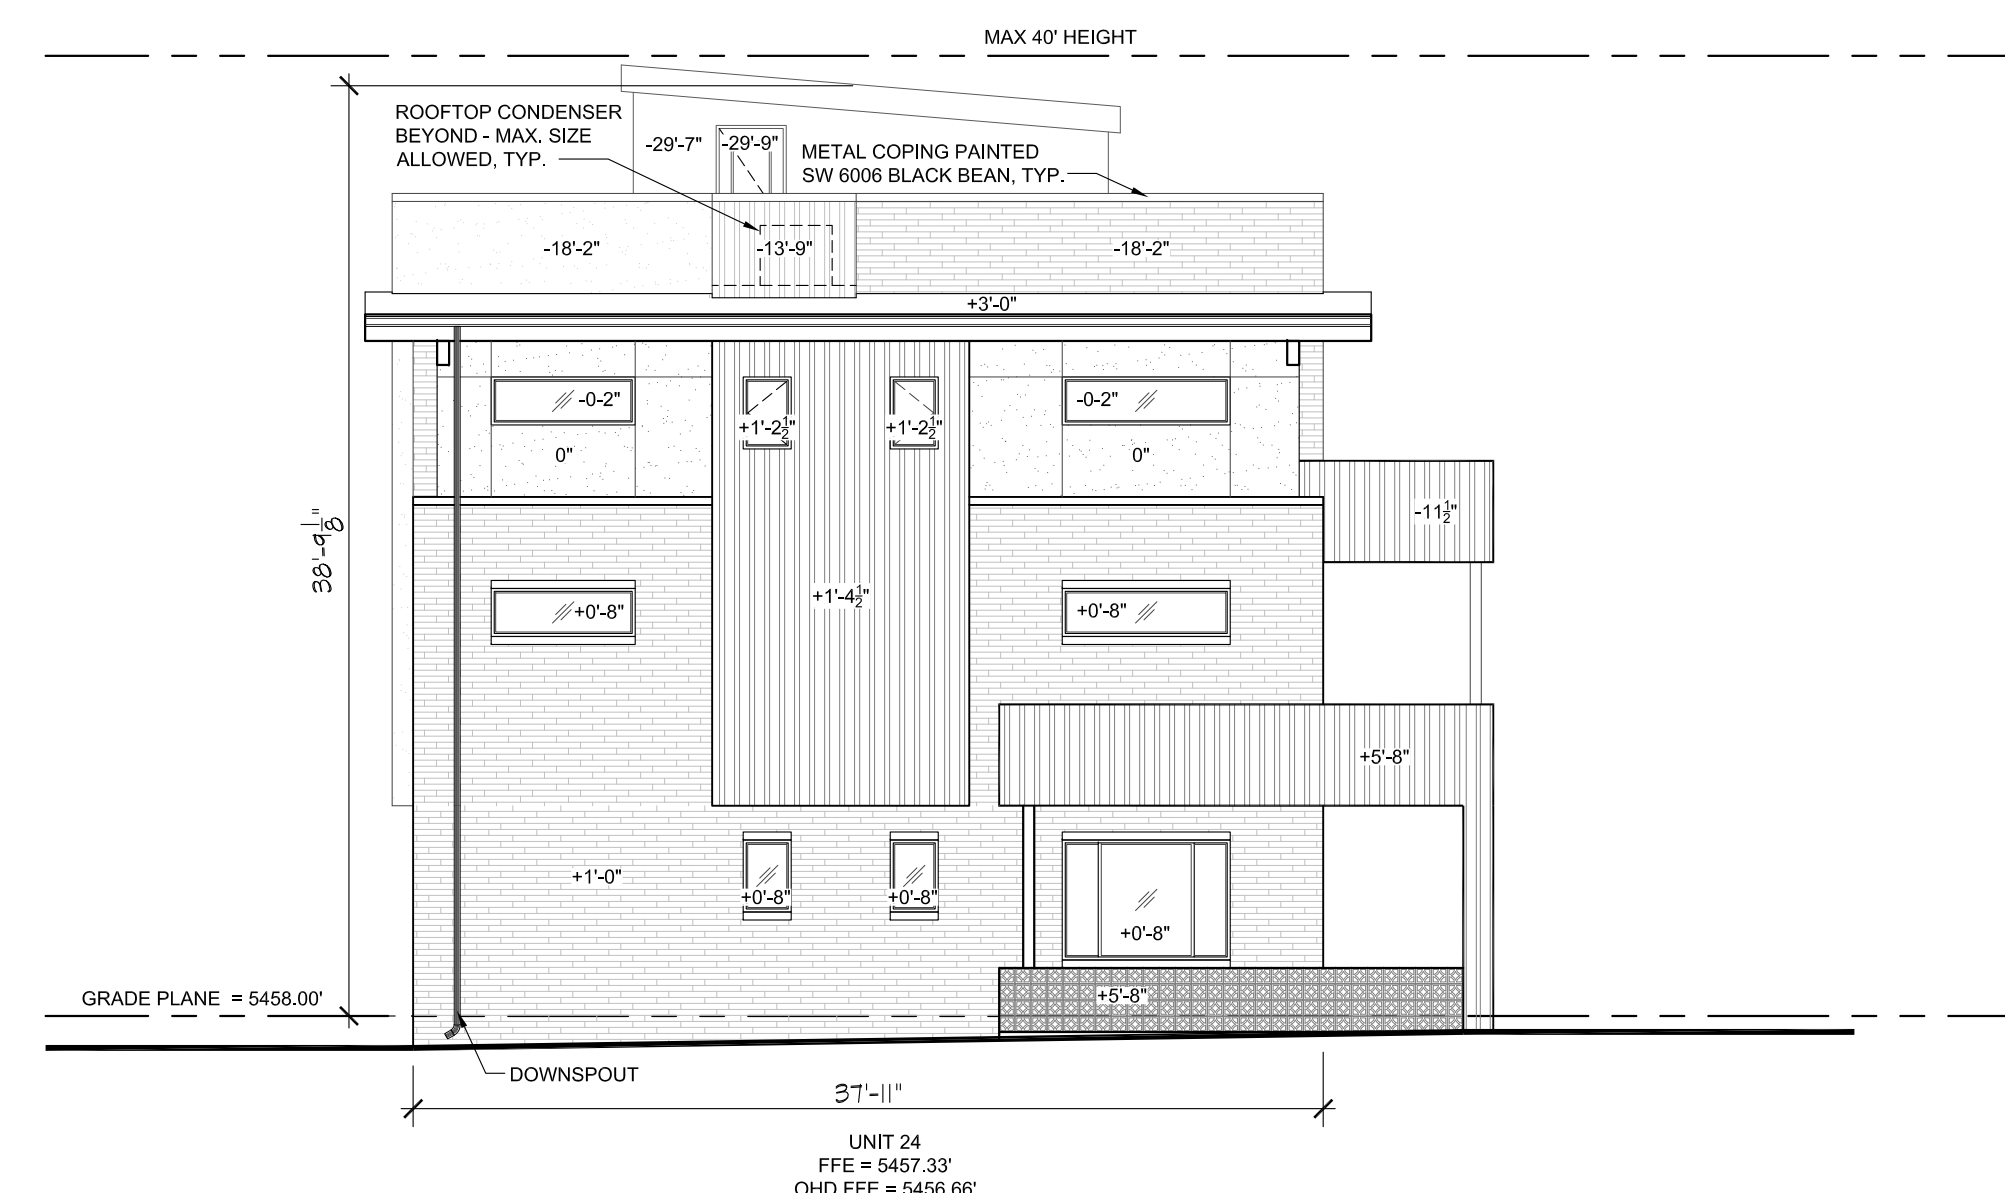 MAX 40' HEIGHT
ROOFTOP CONDENSER
BEYOND - MAX. SIZE
ALLOWED, TYP.
-29'-7"
-29'-9"
METAL COPING PAINTED
SW 6006 BLACK BEAN, TYP.
-18'-2"
-13'-9"
-18'-2"
+3'-0"
-0-2"
-0-2"
+1'-2½"
+1'-2½"
0"
0"
38'-9⅛"
-11½"
+1'-4½"
+0'-8"
+0'-8"
+5'-8"
+1'-0"
+0'-8"
+0'-8"
+0'-8"
+5'-8"
GRADE PLANE = 5458.00'
DOWNSPOUT
37'-11"
UNIT 24
FFE = 5457.33'
OHD FFE = 5456.66'